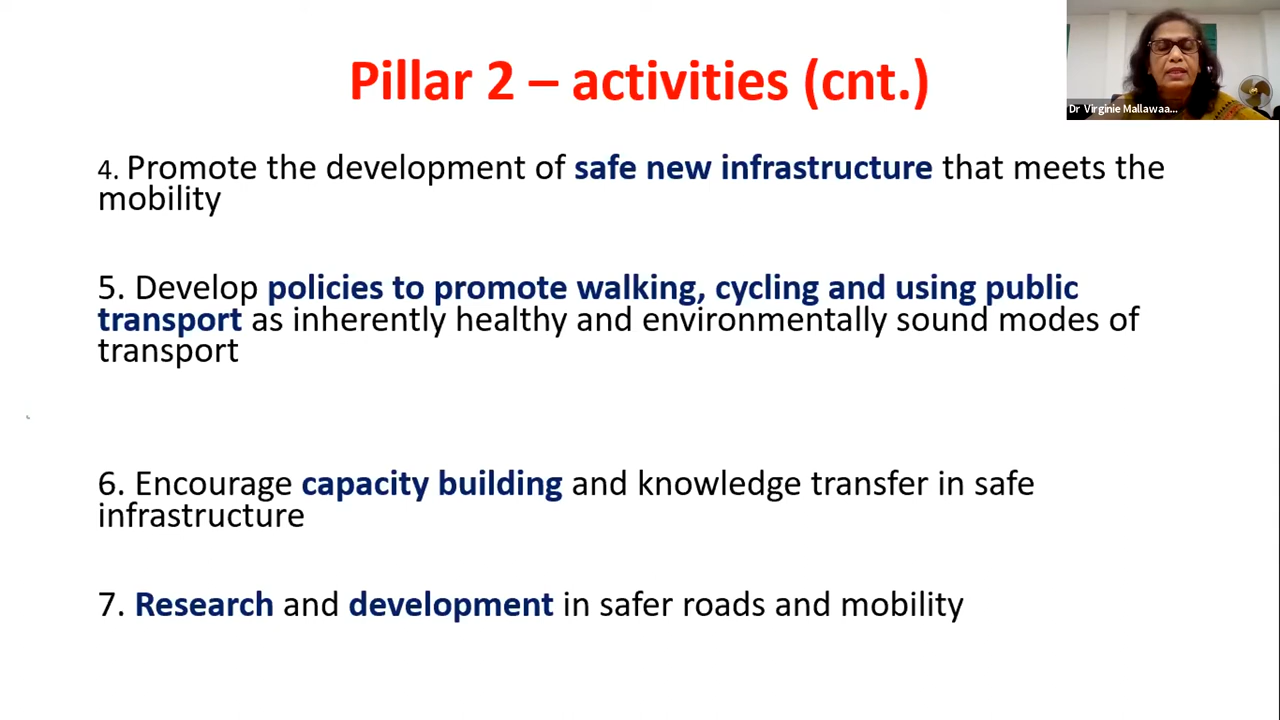 Pillar 2 – activities (cnt.)
Dr Virginie Mallawaa...
4. Promote the development of safe new infrastructure that meets the
mobility
5. Develop policies to promote walking, cycling and using public
transport as inherently healthy and environmentally sound modes of
transport
6. Encourage capacity building and knowledge transfer in safe
infrastructure
7. Research and development in safer roads and mobility